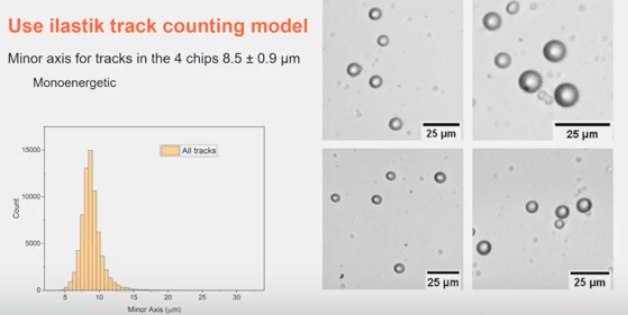 Use ilastik track counting model
Minor axis for tracks in the 4 chips 8.5 ± 0.9 µm
Monoenergetic
All tracks
15000
10000
5000
0
Count
5 10 15 20 25 30
Minor Axis (µm)
25 µm
25 µm
25 µm
25 µm